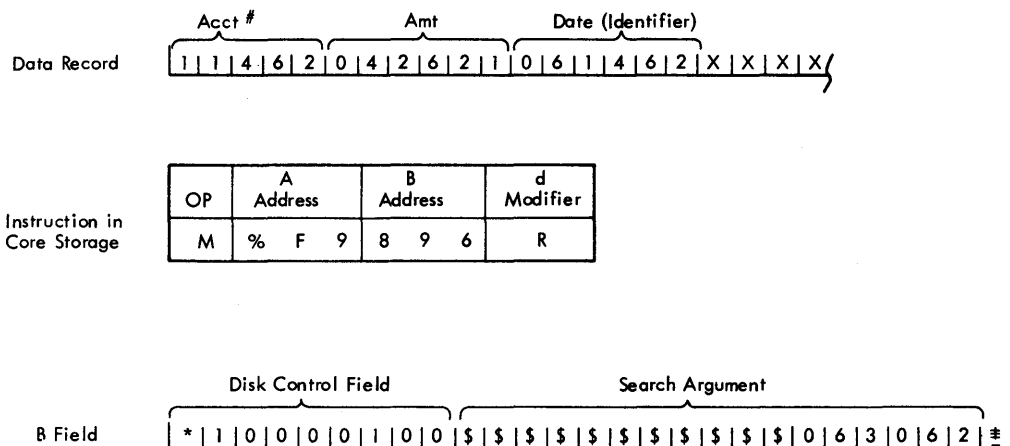 Acct # Amt Date (Identifier)
Data Record | 1 | 1 | 4 | 6 | 2 | 0 | 4 | 2 | 6 | 2 | 1 | 0 | 6 | 1 | 4 | 6 | 2 | X | X | X | X
OP A Address B Address d Modifier
Instruction in Core Storage M % F 9 8 9 6 R
Disk Control Field Search Argument
B Field | * | 1 | 0 | 0 | 0 | 0 | 1 | 0 | 0 | $ | $ | $ | $ | $ | $ | $ | $ | $ | $ | $ | 0 | 6 | 3 | 0 | 6 | 2 | ⯒